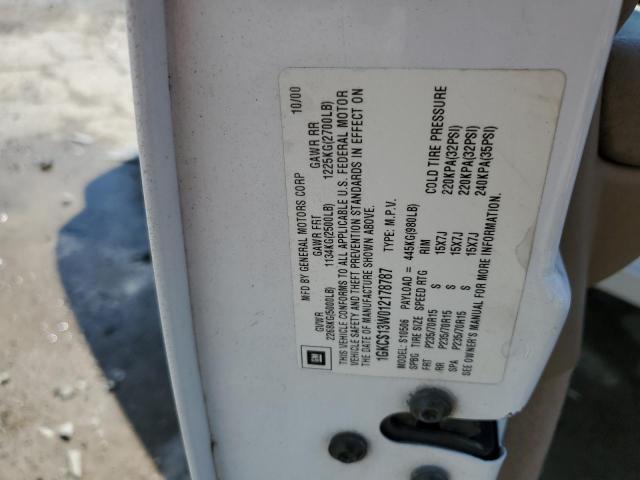 GM
MFD BY GENERAL MOTORS CORP 10/00
GVWR GAWR FRT GAWR RR
2268KG(5000LB) 1134KG(2500LB) 1225KG(2700LB)
THIS VEHICLE CONFORMS TO ALL APPLICABLE U.S. FEDERAL MOTOR
VEHICLE SAFETY AND THEFT PREVENTION STANDARDS IN EFFECT ON
THE DATE OF MANUFACTURE SHOWN ABOVE.
1GKCS13W012178787 TYPE: M.P.V.
MODEL: S10506 PAYLOAD = 445KG(980LB)
SPBG TIRE SIZE SPEED RTG RIM COLD TIRE PRESSURE
FRT P235/70R15 S 15X7J 220KPA(32PSI)
RR P235/70R15 S 15X7J 220KPA(32PSI)
SPA P235/70R15 S 15X7J 240KPA(35PSI)
SEE OWNER'S MANUAL FOR MORE INFORMATION.